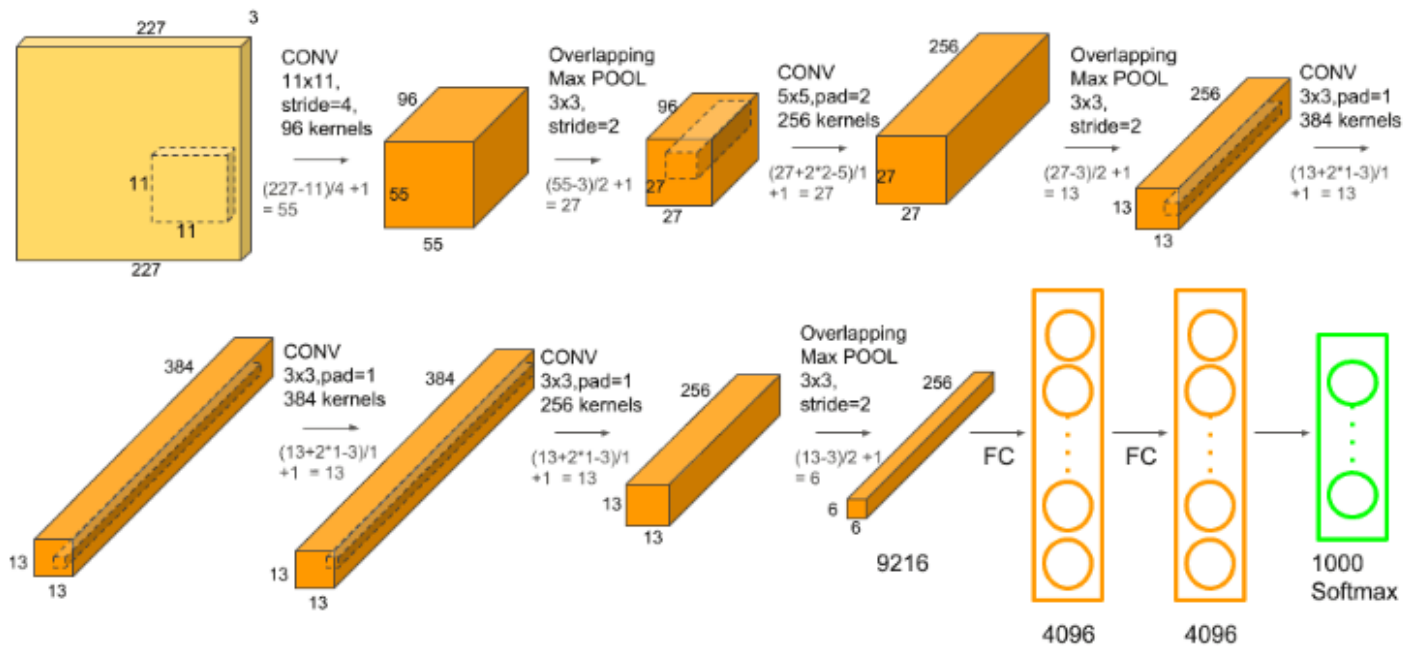 227
3
11
11
227
CONV
11x11,
stride=4,
96 kernels
(227-11)/4 +1
= 55
96
55
55
Overlapping
Max POOL
3x3,
stride=2
(55-3)/2 +1
= 27
96
27
27
CONV
5x5,pad=2
256 kernels
(27+2*2-5)/1
+1 = 27
256
27
27
Overlapping
Max POOL
3x3,
stride=2
(27-3)/2 +1
= 13
256
13
13
CONV
3x3,pad=1
384 kernels
(13+2*1-3)/1
+1 = 13
384
13
13
CONV
3x3,pad=1
384 kernels
(13+2*1-3)/1
+1 = 13
384
13
13
CONV
3x3,pad=1
256 kernels
(13+2*1-3)/1
+1 = 13
256
13
13
Overlapping
Max POOL
3x3,
stride=2
(13-3)/2 +1
= 6
256
6
6
9216
FC
4096
FC
4096
1000
Softmax